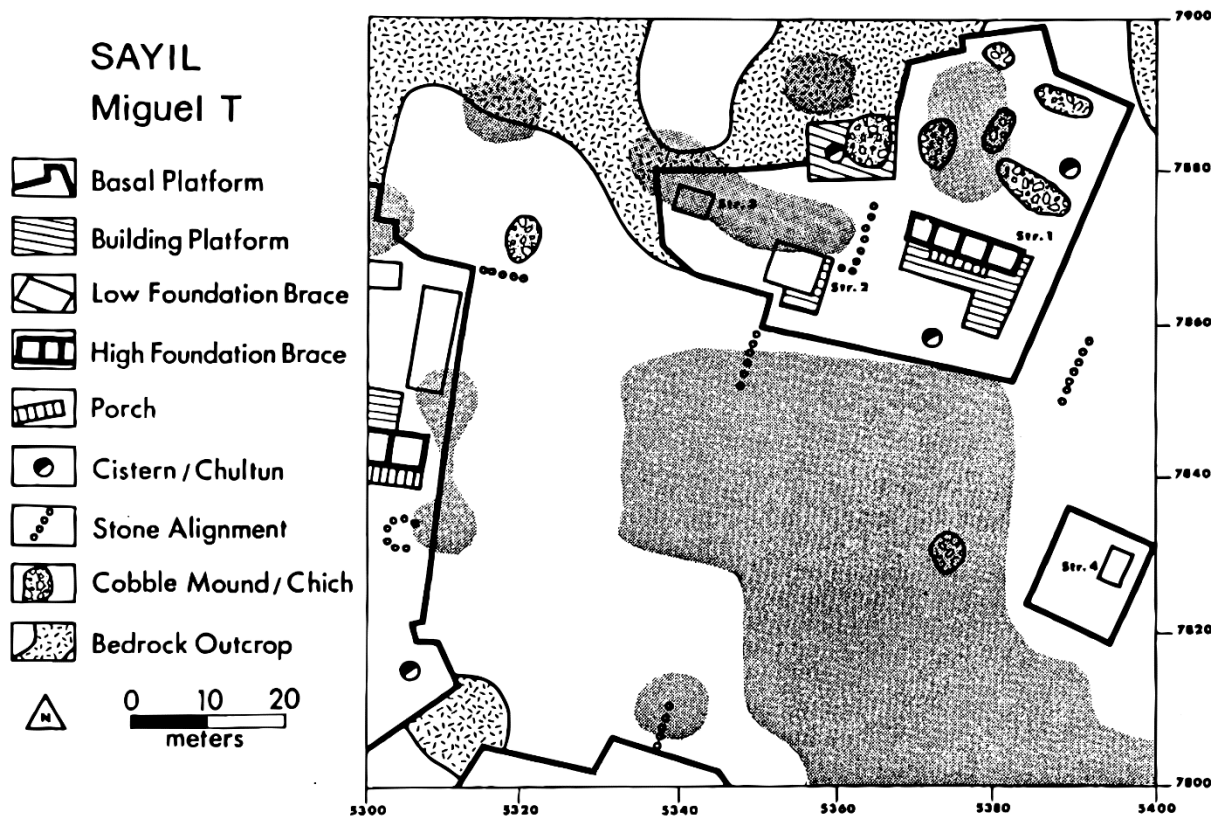 SAYIL
Miguel T
Basal Platform
Building Platform
Low Foundation Brace
High Foundation Brace
Porch
Cistern / Chultun
Stone Alignment
Cobble Mound / Chich
Bedrock Outcrop
N
0 10 20
meters
Str. 3
Str. 1
Str. 2
Str. 4
7900
7880
7860
7840
7820
7800
5300 5320 5340 5360 5380 5400